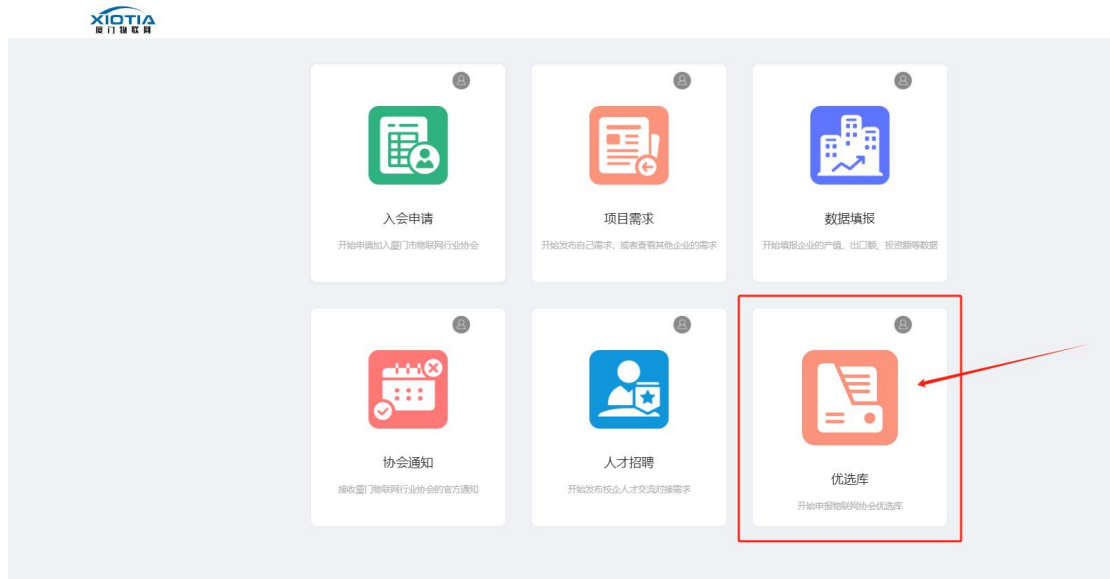 XIOTIA
厦门物联网
入会申请
开始申请加入厦门市物联网行业协会
项目需求
开始发布自己需求、或者查看其他企业的需求
数据填报
开始填报企业的产值、出口额、投资额等数据
协会通知
接收厦门物联网行业协会的官方通知
人才招聘
开始发布校企人才交流对接需求
优选库
开始申报物联网协会优选库